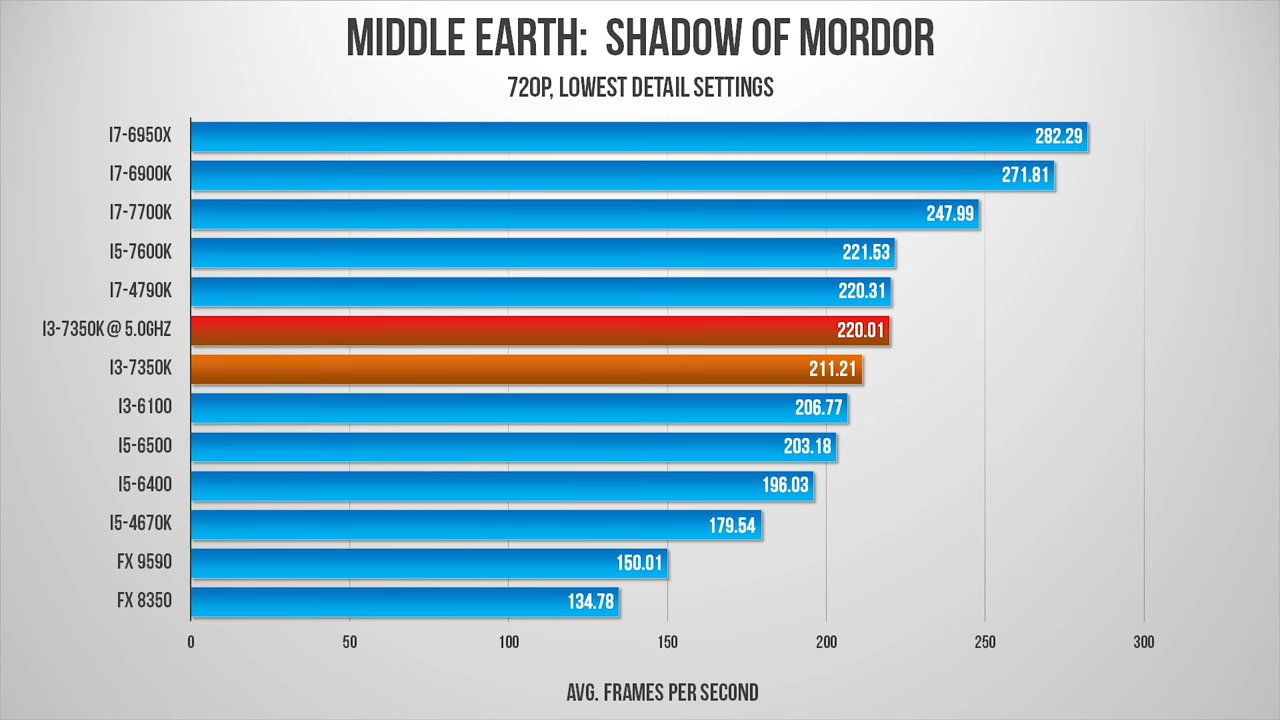 MIDDLE EARTH: SHADOW OF MORDOR
720P, LOWEST DETAIL SETTINGS
I7-6950X 282.29
I7-6900K 271.81
I7-7700K 247.99
I5-7600K 221.53
I7-4790K 220.31
I3-7350K @ 5.0GHZ 220.01
I3-7350K 211.21
I3-6100 206.77
I5-6500 203.18
I5-6400 196.03
I5-4670K 179.54
FX 9590 150.01
FX 8350 134.78
0 50 100 150 200 250 300
AVG. FRAMES PER SECOND